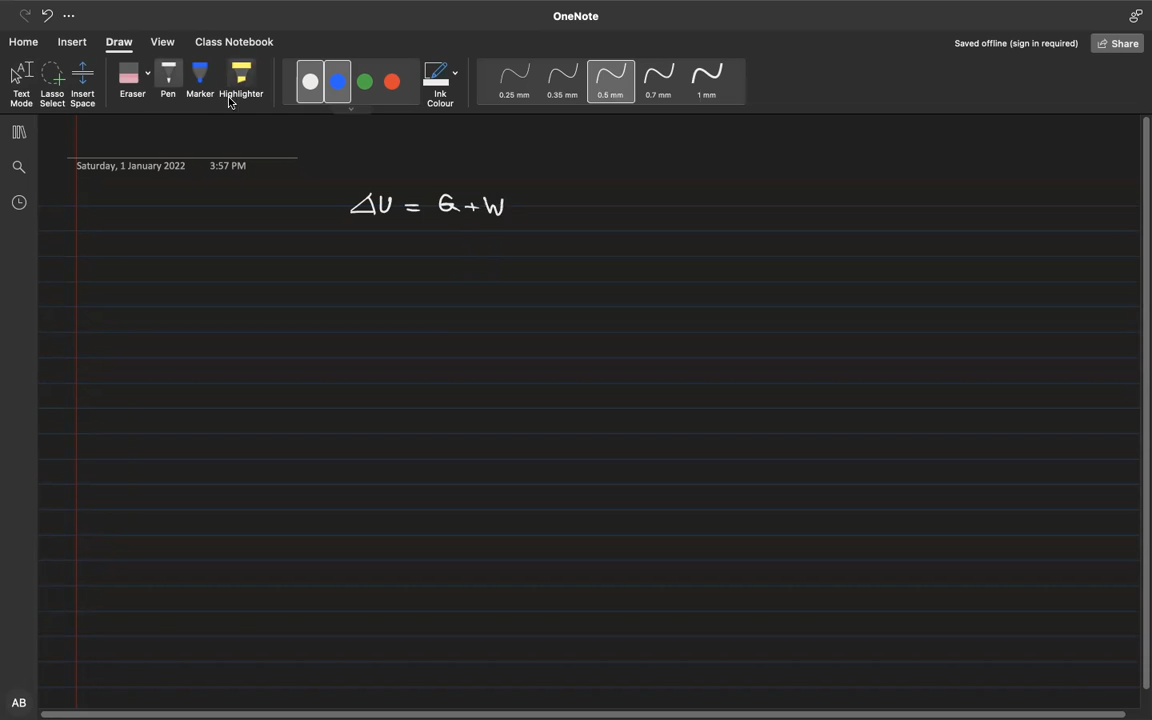 OneNote
Home Insert Draw View Class Notebook
Saved offline (sign in required) Share
Text Mode Lasso Select Insert Space Eraser Pen Marker Highlighter Ink Colour 0.25 mm 0.35 mm 0.5 mm 0.7 mm 1 mm
Saturday, 1 January 2022 3:57 PM
ΔU = Q+W
AB